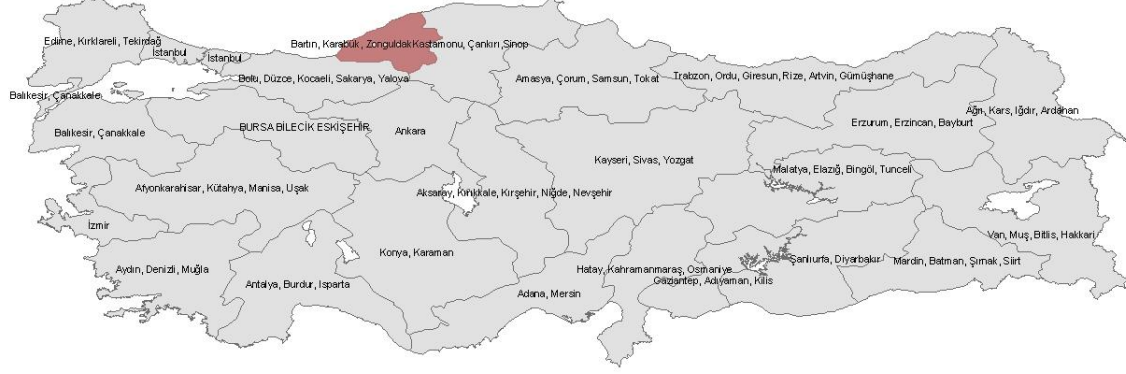 Edirne, Kırklareli, Tekirdağ
İstanbul
İstanbul
Bartın, Karabük, Zonguldak
Kastamonu, Çankırı, Sinop
Bolu, Düzce, Kocaeli, Sakarya, Yalova
Amasya, Çorum, Samsun, Tokat
Trabzon, Ordu, Giresun, Rize, Artvin, Gümüşhane
Balıkesir, Çanakkale
Ağrı, Kars, Iğdır, Ardahan
Erzurum, Erzincan, Bayburt
Balıkesir, Çanakkale
BURSA BİLECİK ESKİŞEHİR
Ankara
Kayseri, Sivas, Yozgat
Malatya, Elazığ, Bingöl, Tunceli
Afyonkarahisar, Kütahya, Manisa, Uşak
Aksaray, Kırıkkale, Kırşehir, Niğde, Nevşehir
İzmir
Van, Muş, Bitlis, Hakkari
Konya, Karaman
Şanlıurfa, Diyarbakır
Mardin, Batman, Şırnak, Siirt
Aydın, Denizli, Muğla
Hatay, Kahramanmaraş, Osmaniye
Gaziantep, Adıyaman, Kilis
Antalya, Burdur, Isparta
Adana, Mersin